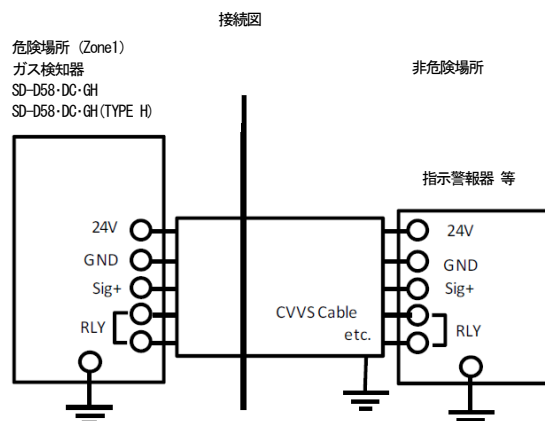 接続図
危険場所 (Zone1)
ガス検知器
SD-D58･DC･GH
SD-D58･DC･GH(TYPE H)
非危険場所
指示警報器 等
24V
GND
Sig+
RLY
CVVS Cable
etc.
24V
GND
Sig+
RLY